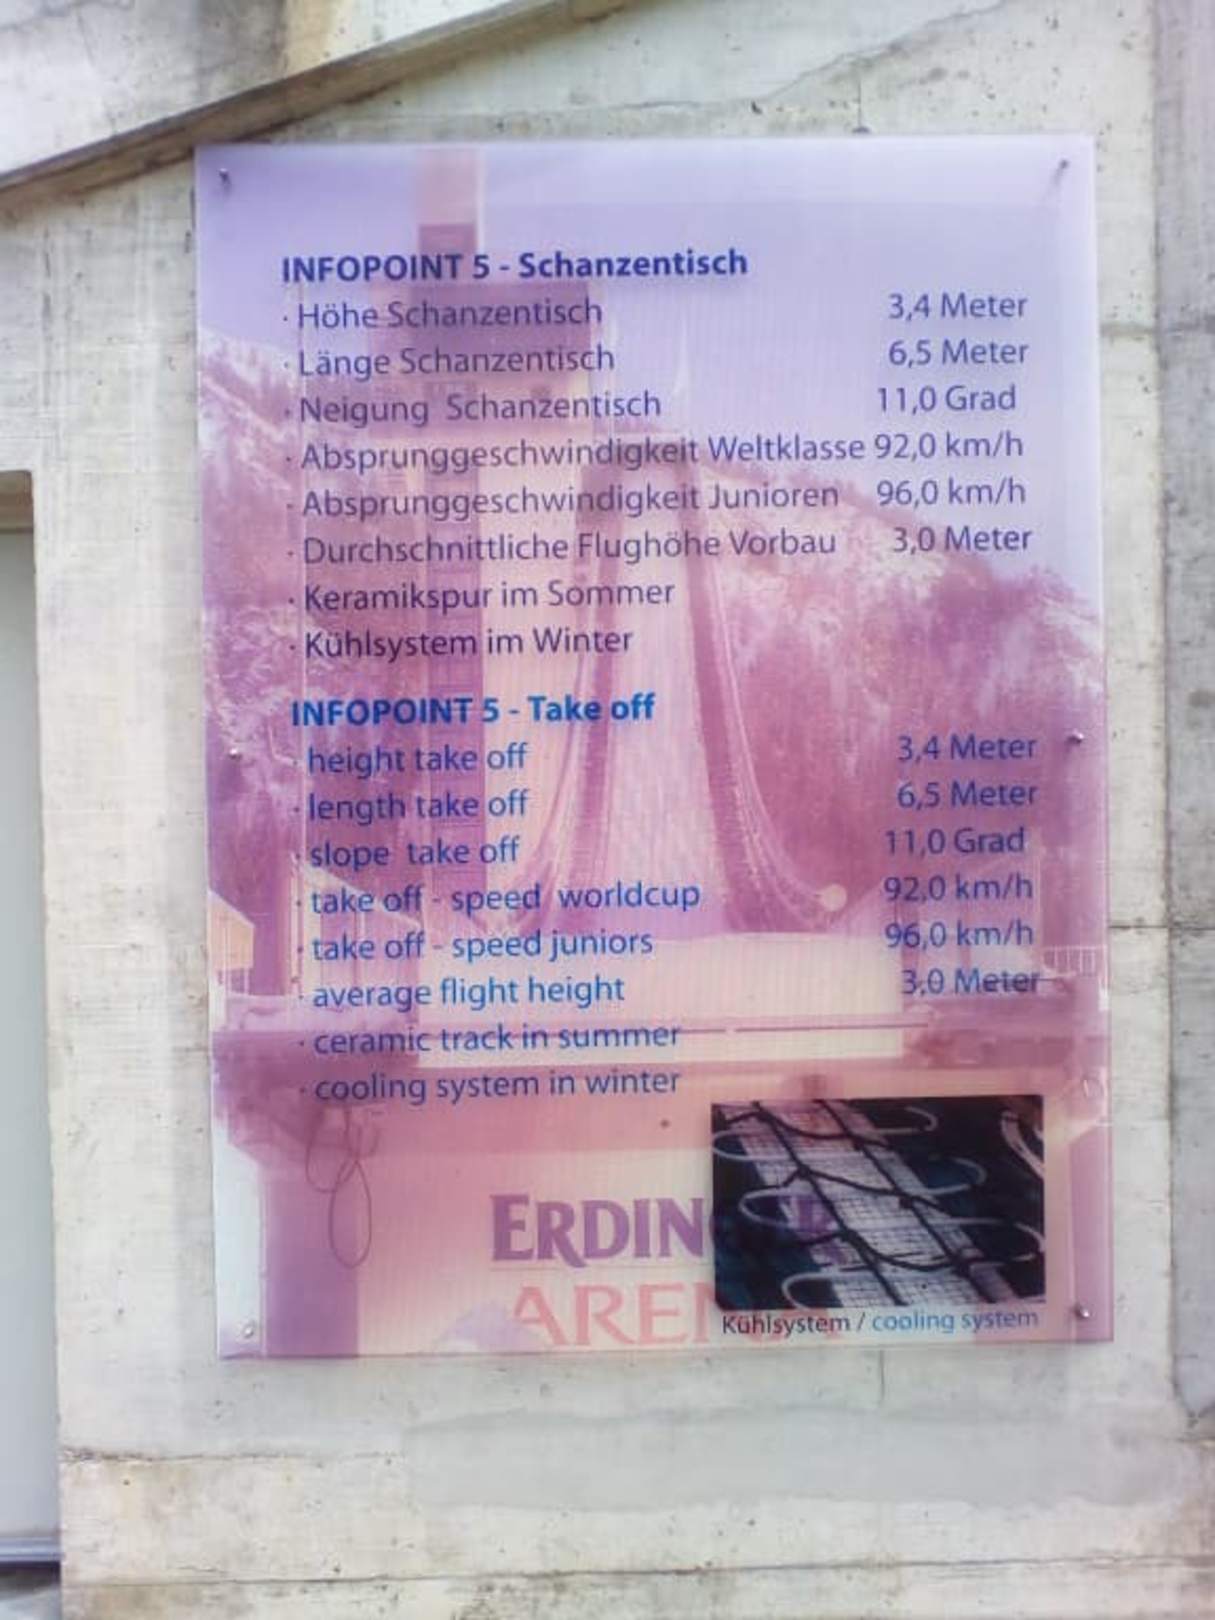 INFOPOINT 5 - Schanzentisch
· Höhe Schanzentisch 3,4 Meter
· Länge Schanzentisch 6,5 Meter
· Neigung Schanzentisch 11,0 Grad
· Absprunggeschwindigkeit Weltklasse 92,0 km/h
· Absprunggeschwindigkeit Junioren 96,0 km/h
· Durchschnittliche Flughöhe Vorbau 3,0 Meter
· Keramikspur im Sommer
· Kühlsystem im Winter
INFOPOINT 5 - Take off
· height take off 3,4 Meter
· length take off 6,5 Meter
· slope take off 11,0 Grad
· take off - speed worldcup 92,0 km/h
· take off - speed juniors 96,0 km/h
· average flight height 3,0 Meter
· ceramic track in summer
· cooling system in winter
ERDINGER
ARENA
Kühlsystem / cooling system